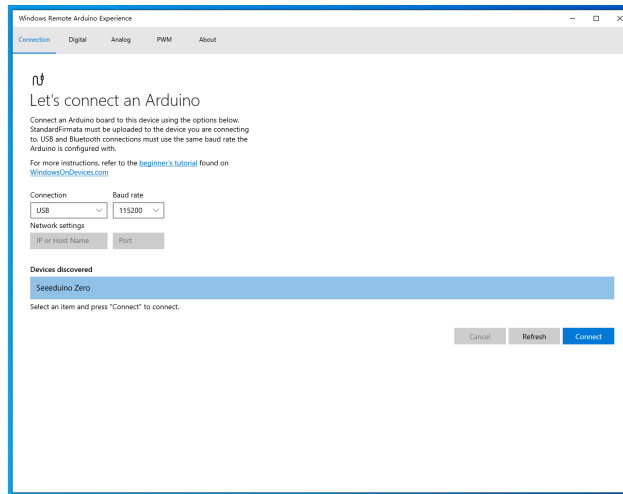 Windows Remote Arduino Experience
Connection Digital Analog PWM About
Let's connect an Arduino
Connect an Arduino board to this device using the options below.
StandardFirmata must be uploaded to the device you are connecting
to. USB and Bluetooth connections must use the same baud rate the
Arduino is configured with.
For more instructions, refer to the beginner's tutorial found on
WindowsOnDevices.com
Connection Baud rate
USB 115200
Network settings
IP or Host Name Port
Devices discovered
Seeeduino Zero
Select an item and press "Connect" to connect.
Cancel Refresh Connect